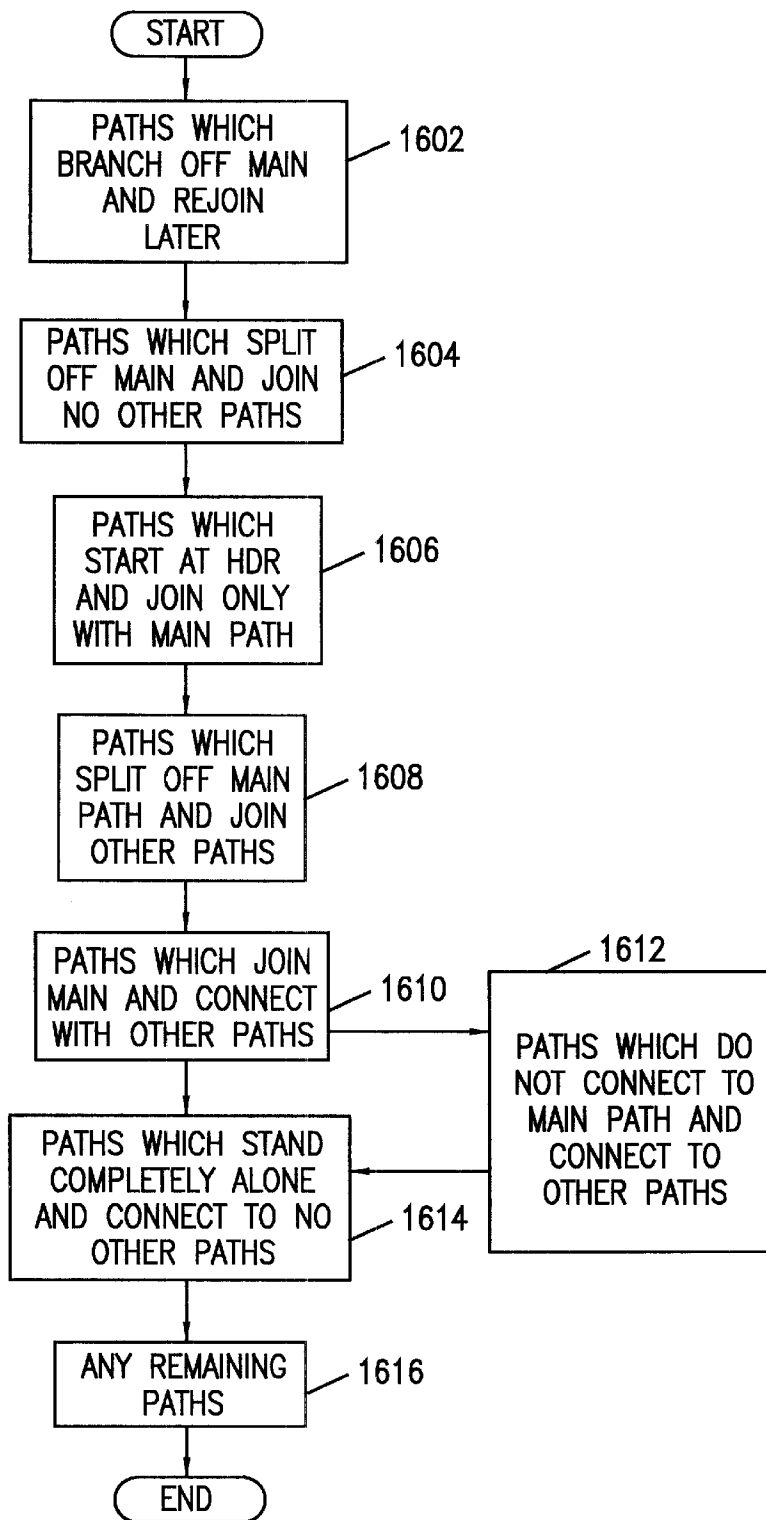 START
PATHS WHICH
BRANCH OFF MAIN
AND REJOIN
LATER
1602
PATHS WHICH SPLIT
OFF MAIN AND JOIN
NO OTHER PATHS
1604
PATHS WHICH
START AT HDR
AND JOIN ONLY
WITH MAIN PATH
1606
PATHS WHICH
SPLIT OFF MAIN
PATH AND JOIN
OTHER PATHS
1608
PATHS WHICH JOIN
MAIN AND CONNECT
WITH OTHER PATHS
1610
1612
PATHS WHICH DO
NOT CONNECT TO
MAIN PATH AND
CONNECT TO
OTHER PATHS
PATHS WHICH STAND
COMPLETELY ALONE
AND CONNECT TO NO
OTHER PATHS
1614
ANY REMAINING
PATHS
1616
END